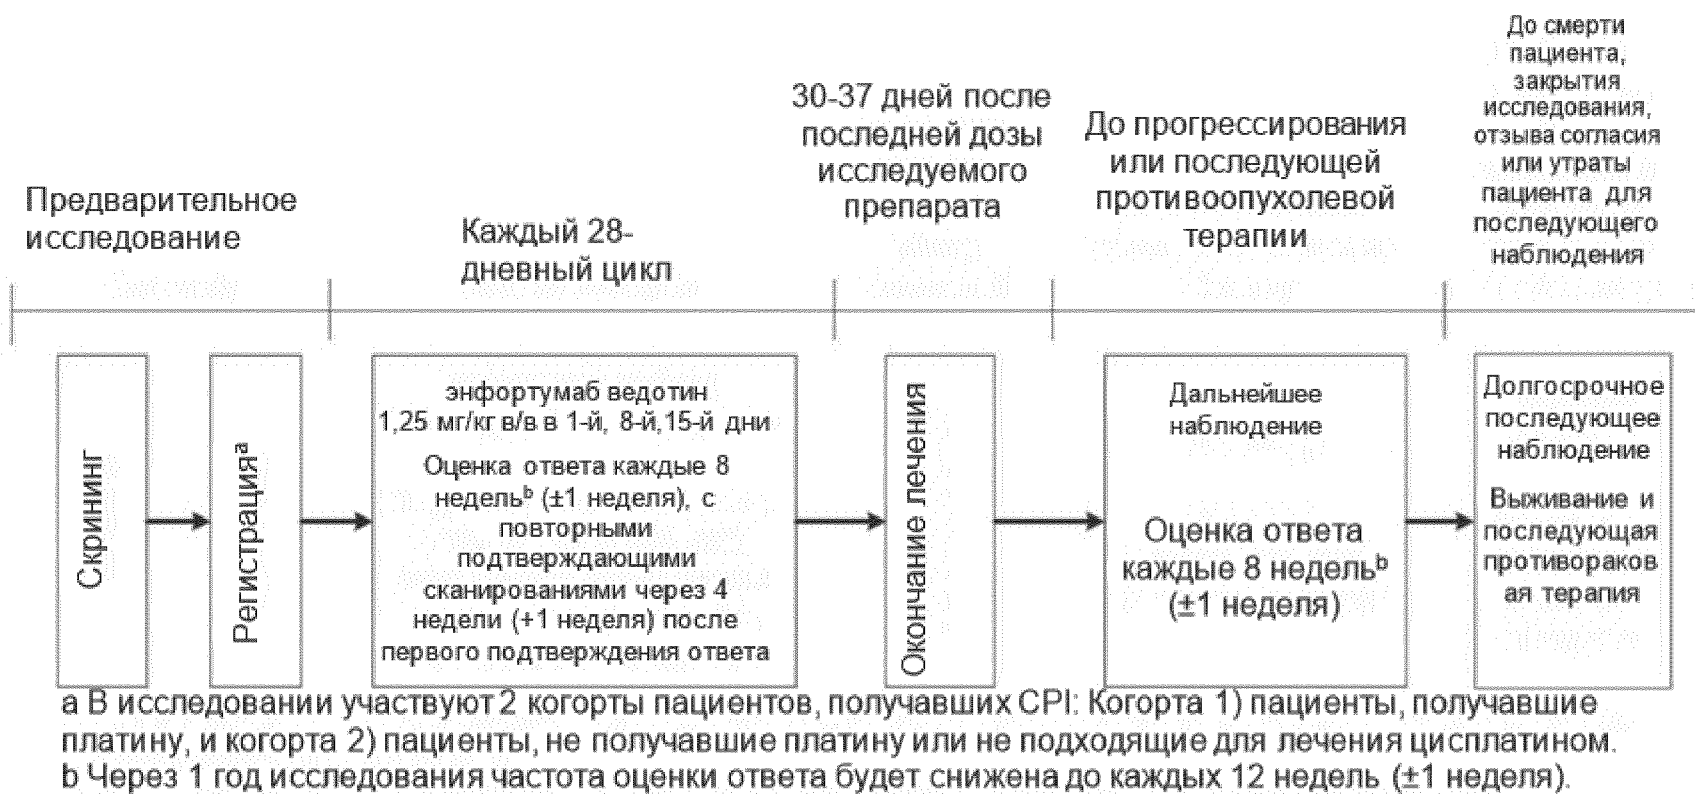 Предварительное
исследование
Каждый 28-
дневный цикл
30-37 дней после
последней дозы
исследуемого
препарата
До прогрессирования
или последующей
противоопухолевой
терапии
До смерти
пациента,
закрытия
исследования,
отзыва согласия
или утраты
пациента для
последующего
наблюдения
Скрининг
Регистрацияᵃ
энфортумаб ведотин
1,25 мг/кг в/в в 1-й, 8-й,15-й дни
Оценка ответа каждые 8
недельᵇ (±1 неделя), с
повторными
подтверждающими
сканированиями через 4
недели (+1 неделя) после
первого подтверждения ответа
Окончание лечения
Дальнейшее
наблюдение
Оценка ответа
каждые 8 недельᵇ
(±1 неделя)
Долгосрочное
последующее
наблюдение
Выживание и
последующая
противораков
ая терапия
a В исследовании участвуют 2 когорты пациентов, получавших CPI: Когорта 1) пациенты, получавшие
платину, и когорта 2) пациенты, не получавшие платину или не подходящие для лечения цисплатином.
b Через 1 год исследования частота оценки ответа будет снижена до каждых 12 недель (±1 неделя).